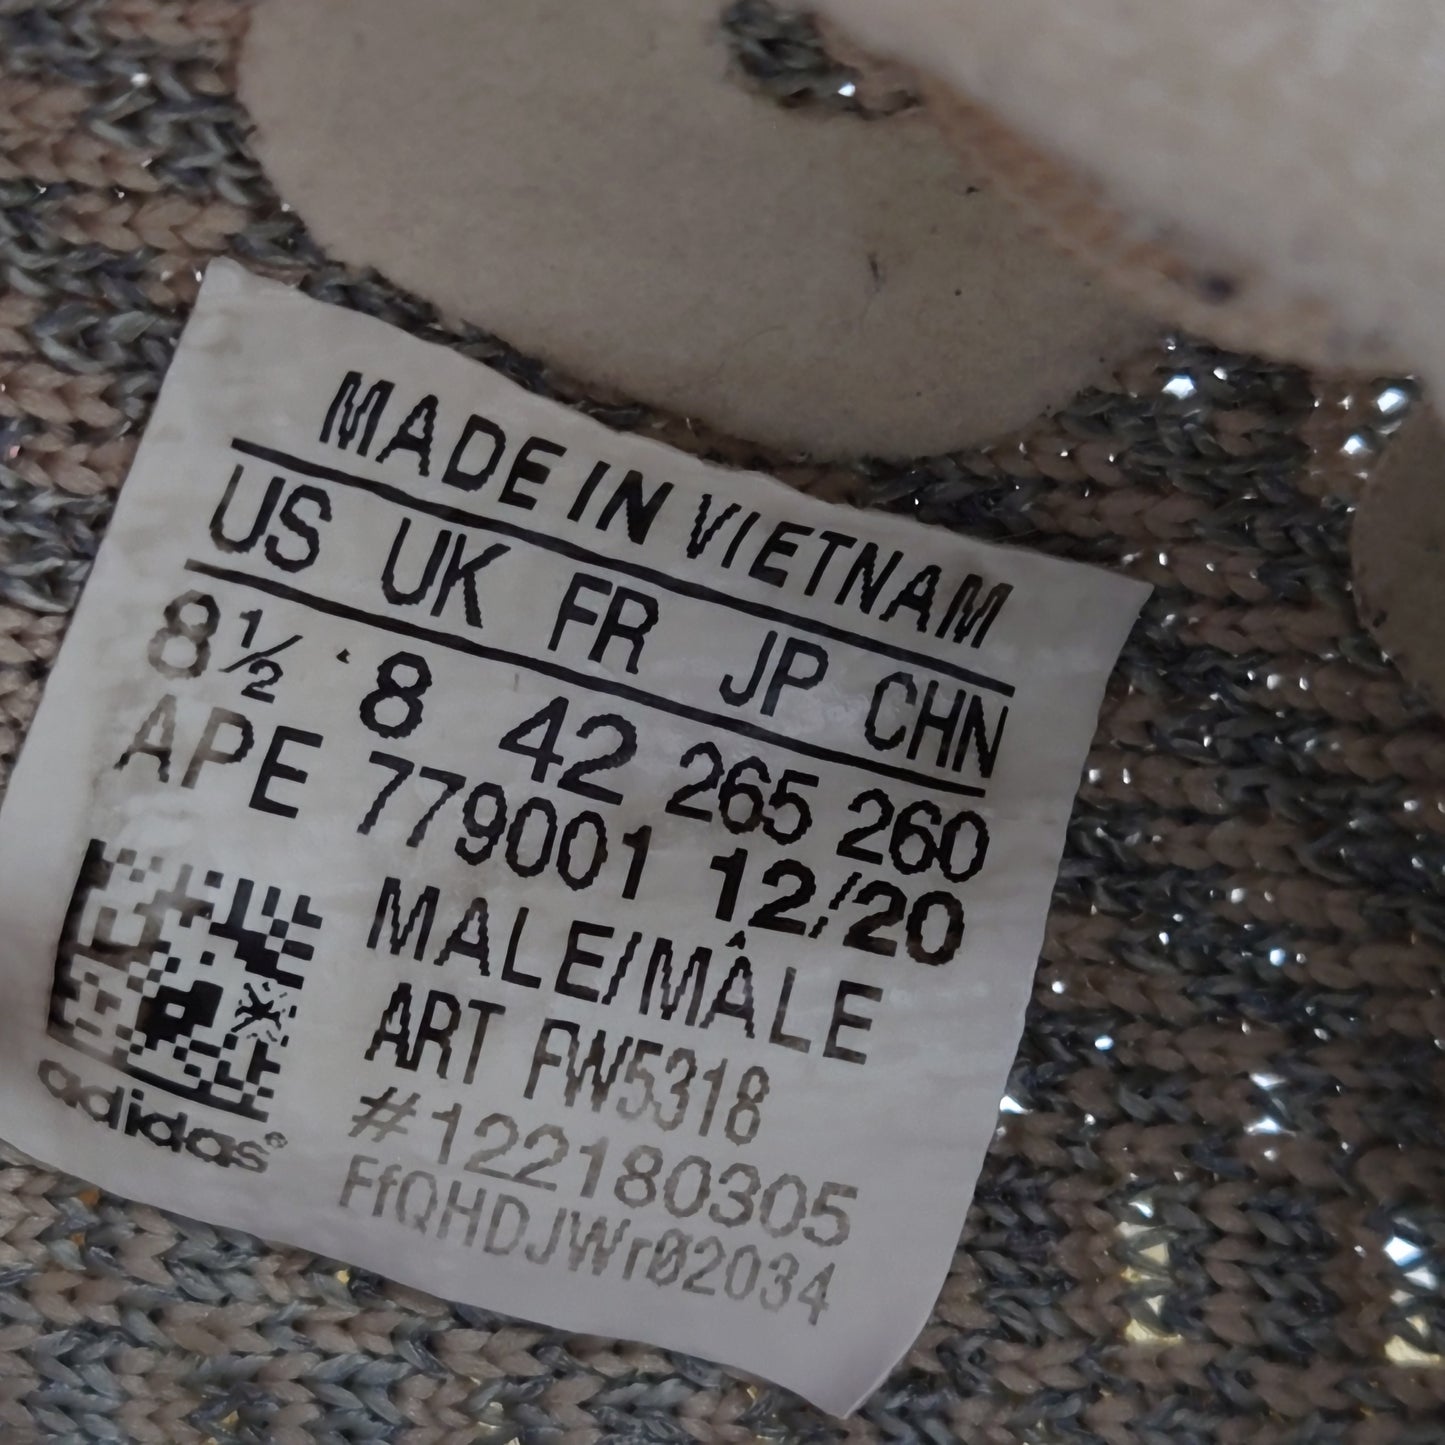 MADE IN VIETNAM
US UK FR JP CHN
8½ 8 42 265 260
APE 779001 12/20
MALE/MÂLE
ART FW5318
#122180305
FfQHDJWrØ2034
adidas®